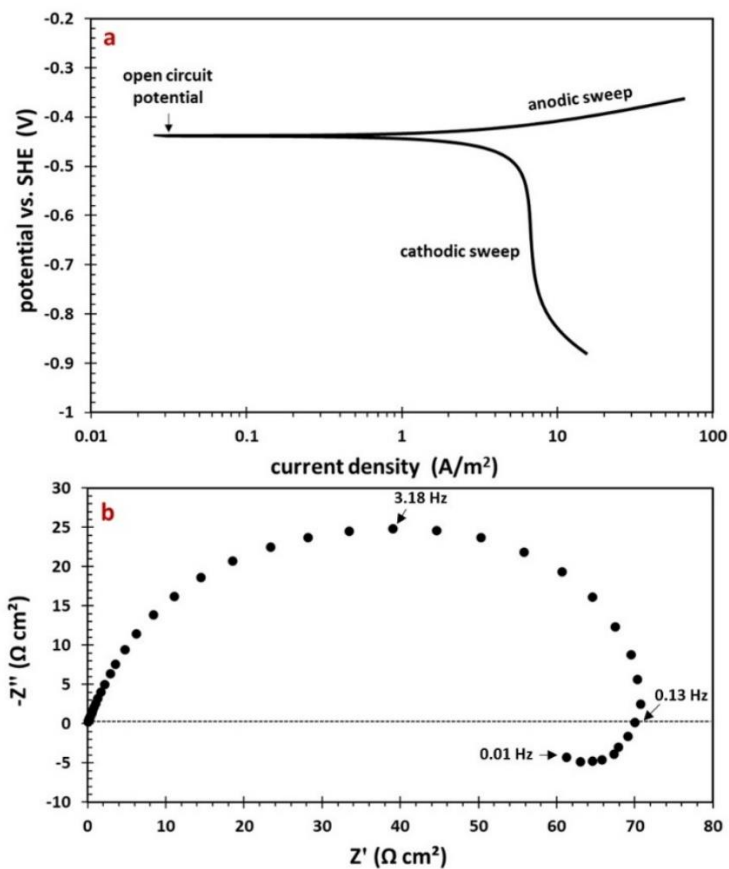 a
-0.2
-0.3
-0.4
-0.5
-0.6
-0.7
-0.8
-0.9
-1
potential vs. SHE (V)
open circuit
potential
anodic sweep
cathodic sweep
0.01
0.1
1
10
100
current density (A/m²)
b
30
25
20
15
10
5
0
-5
-10
-Z'' (Ω cm²)
3.18 Hz
0.13 Hz
0.01 Hz
0
10
20
30
40
50
60
70
80
Z' (Ω cm²)